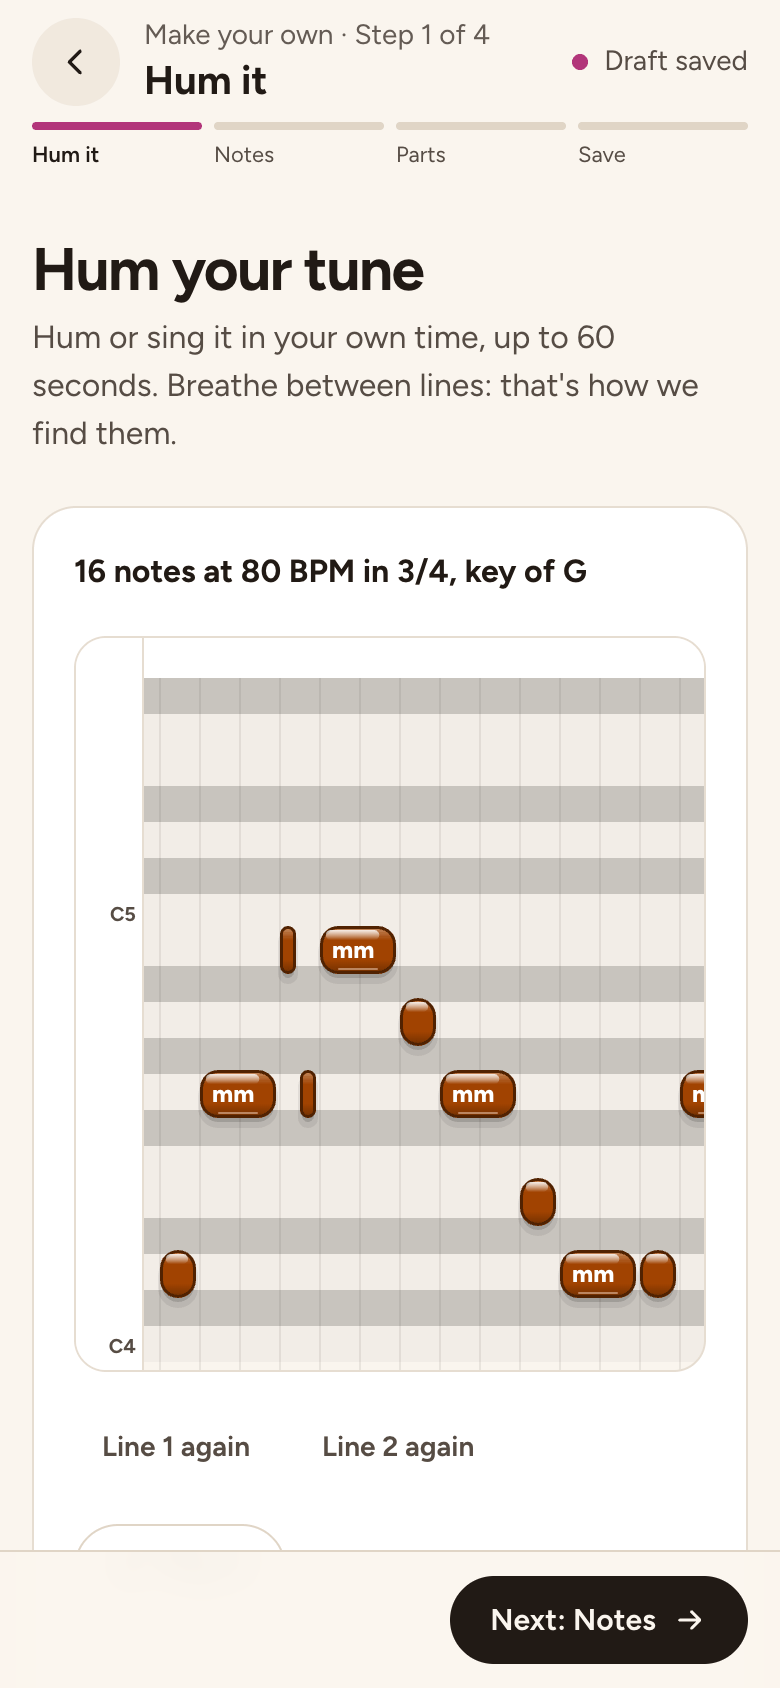 Make your own · Step 1 of 4
Hum it
Draft saved
Hum it
Notes
Parts
Save
Hum your tune
Hum or sing it in your own time, up to 60
seconds. Breathe between lines: that's how we
find them.
16 notes at 80 BPM in 3/4, key of G
C5
mm
mm
mm
mm
C4
Line 1 again
Line 2 again
Next: Notes